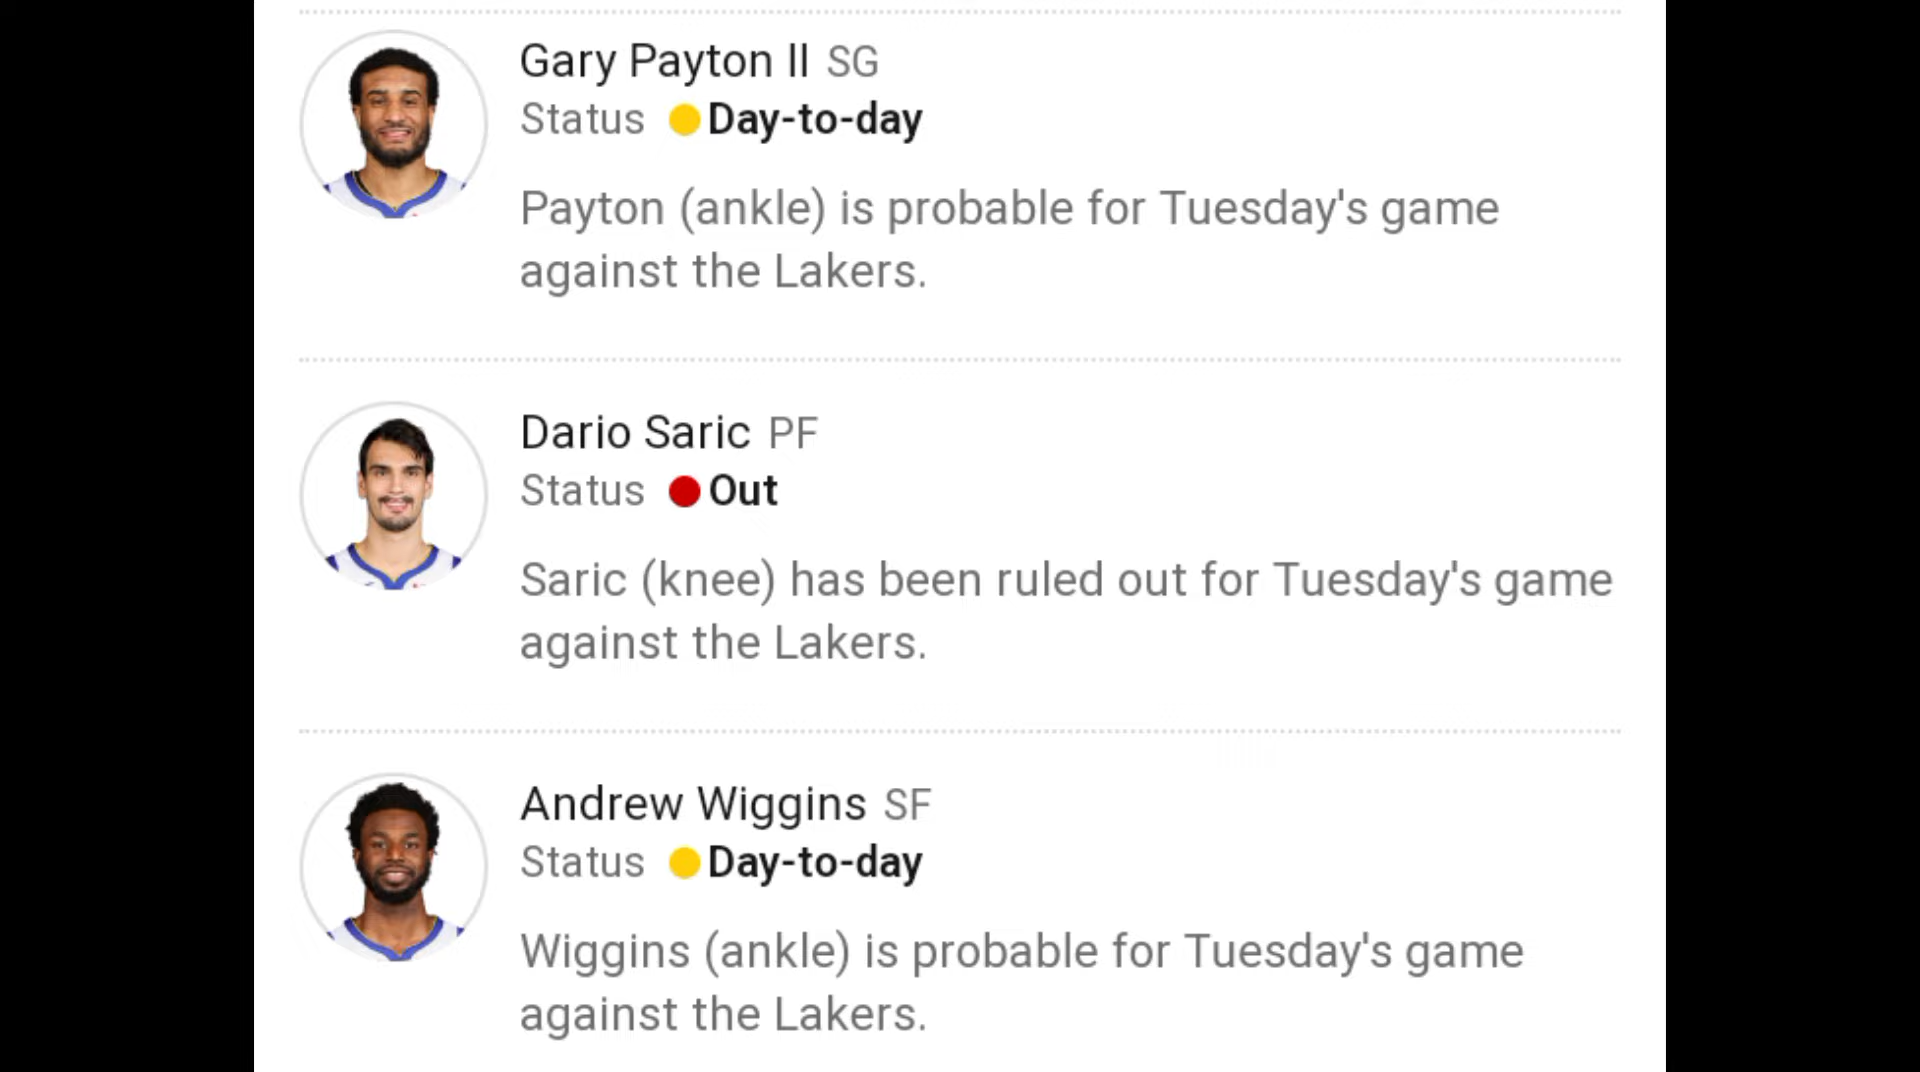 Gary Payton II SG
Status Day-to-day
Payton (ankle) is probable for Tuesday's game
against the Lakers.
Dario Saric PF
Status Out
Saric (knee) has been ruled out for Tuesday's game
against the Lakers.
Andrew Wiggins SF
Status Day-to-day
Wiggins (ankle) is probable for Tuesday's game
against the Lakers.